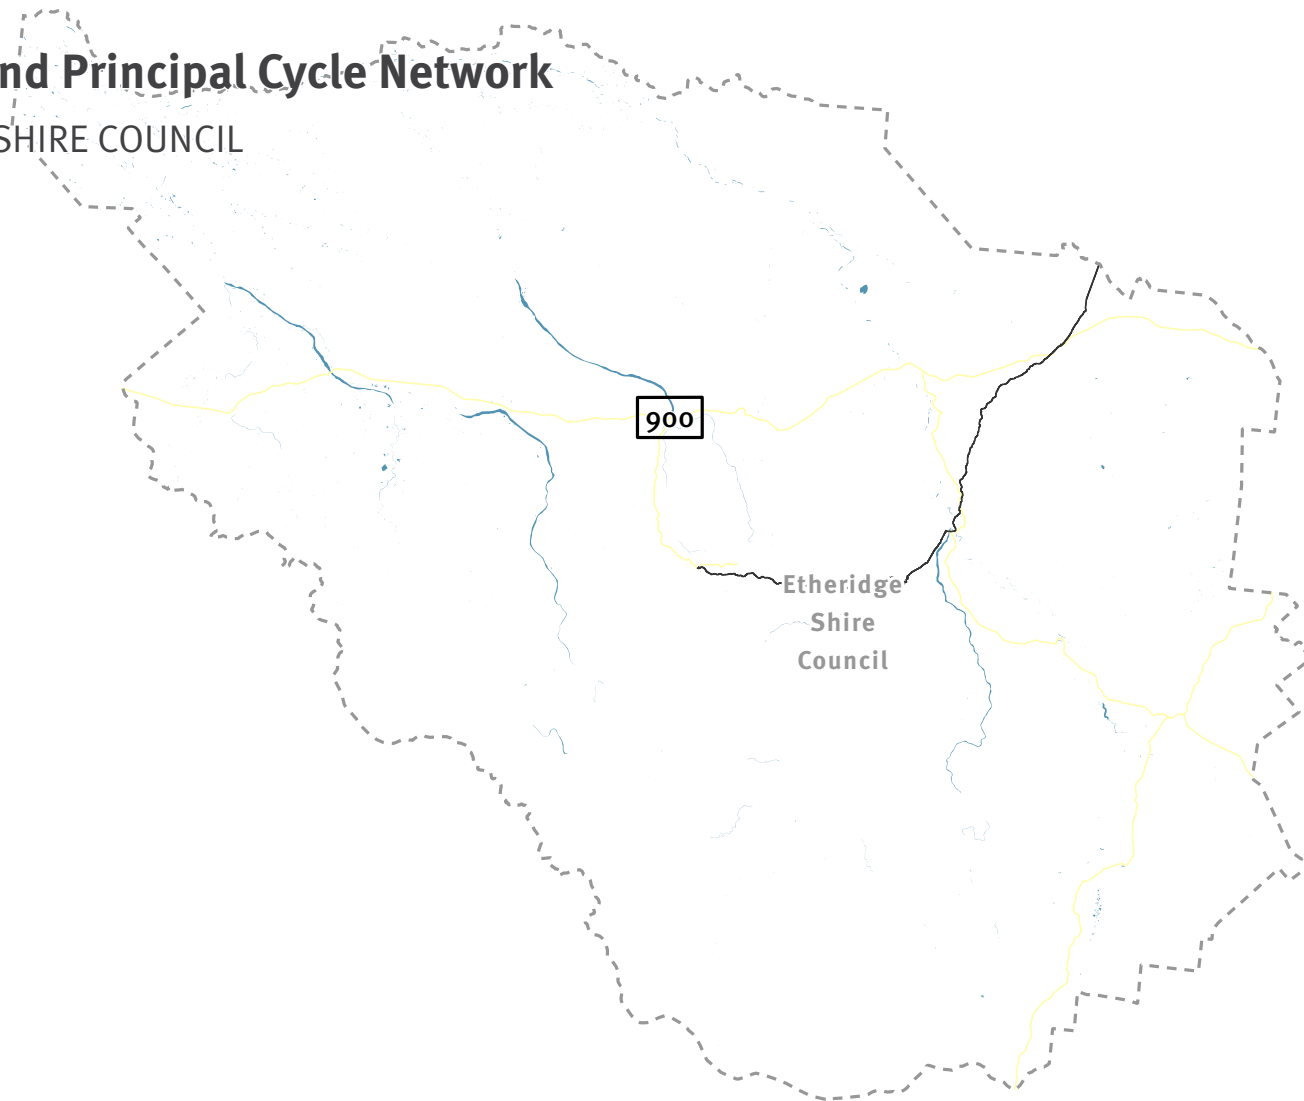 nd Principal Cycle Network
SHIRE COUNCIL
900
Etheridge
Shire
Council